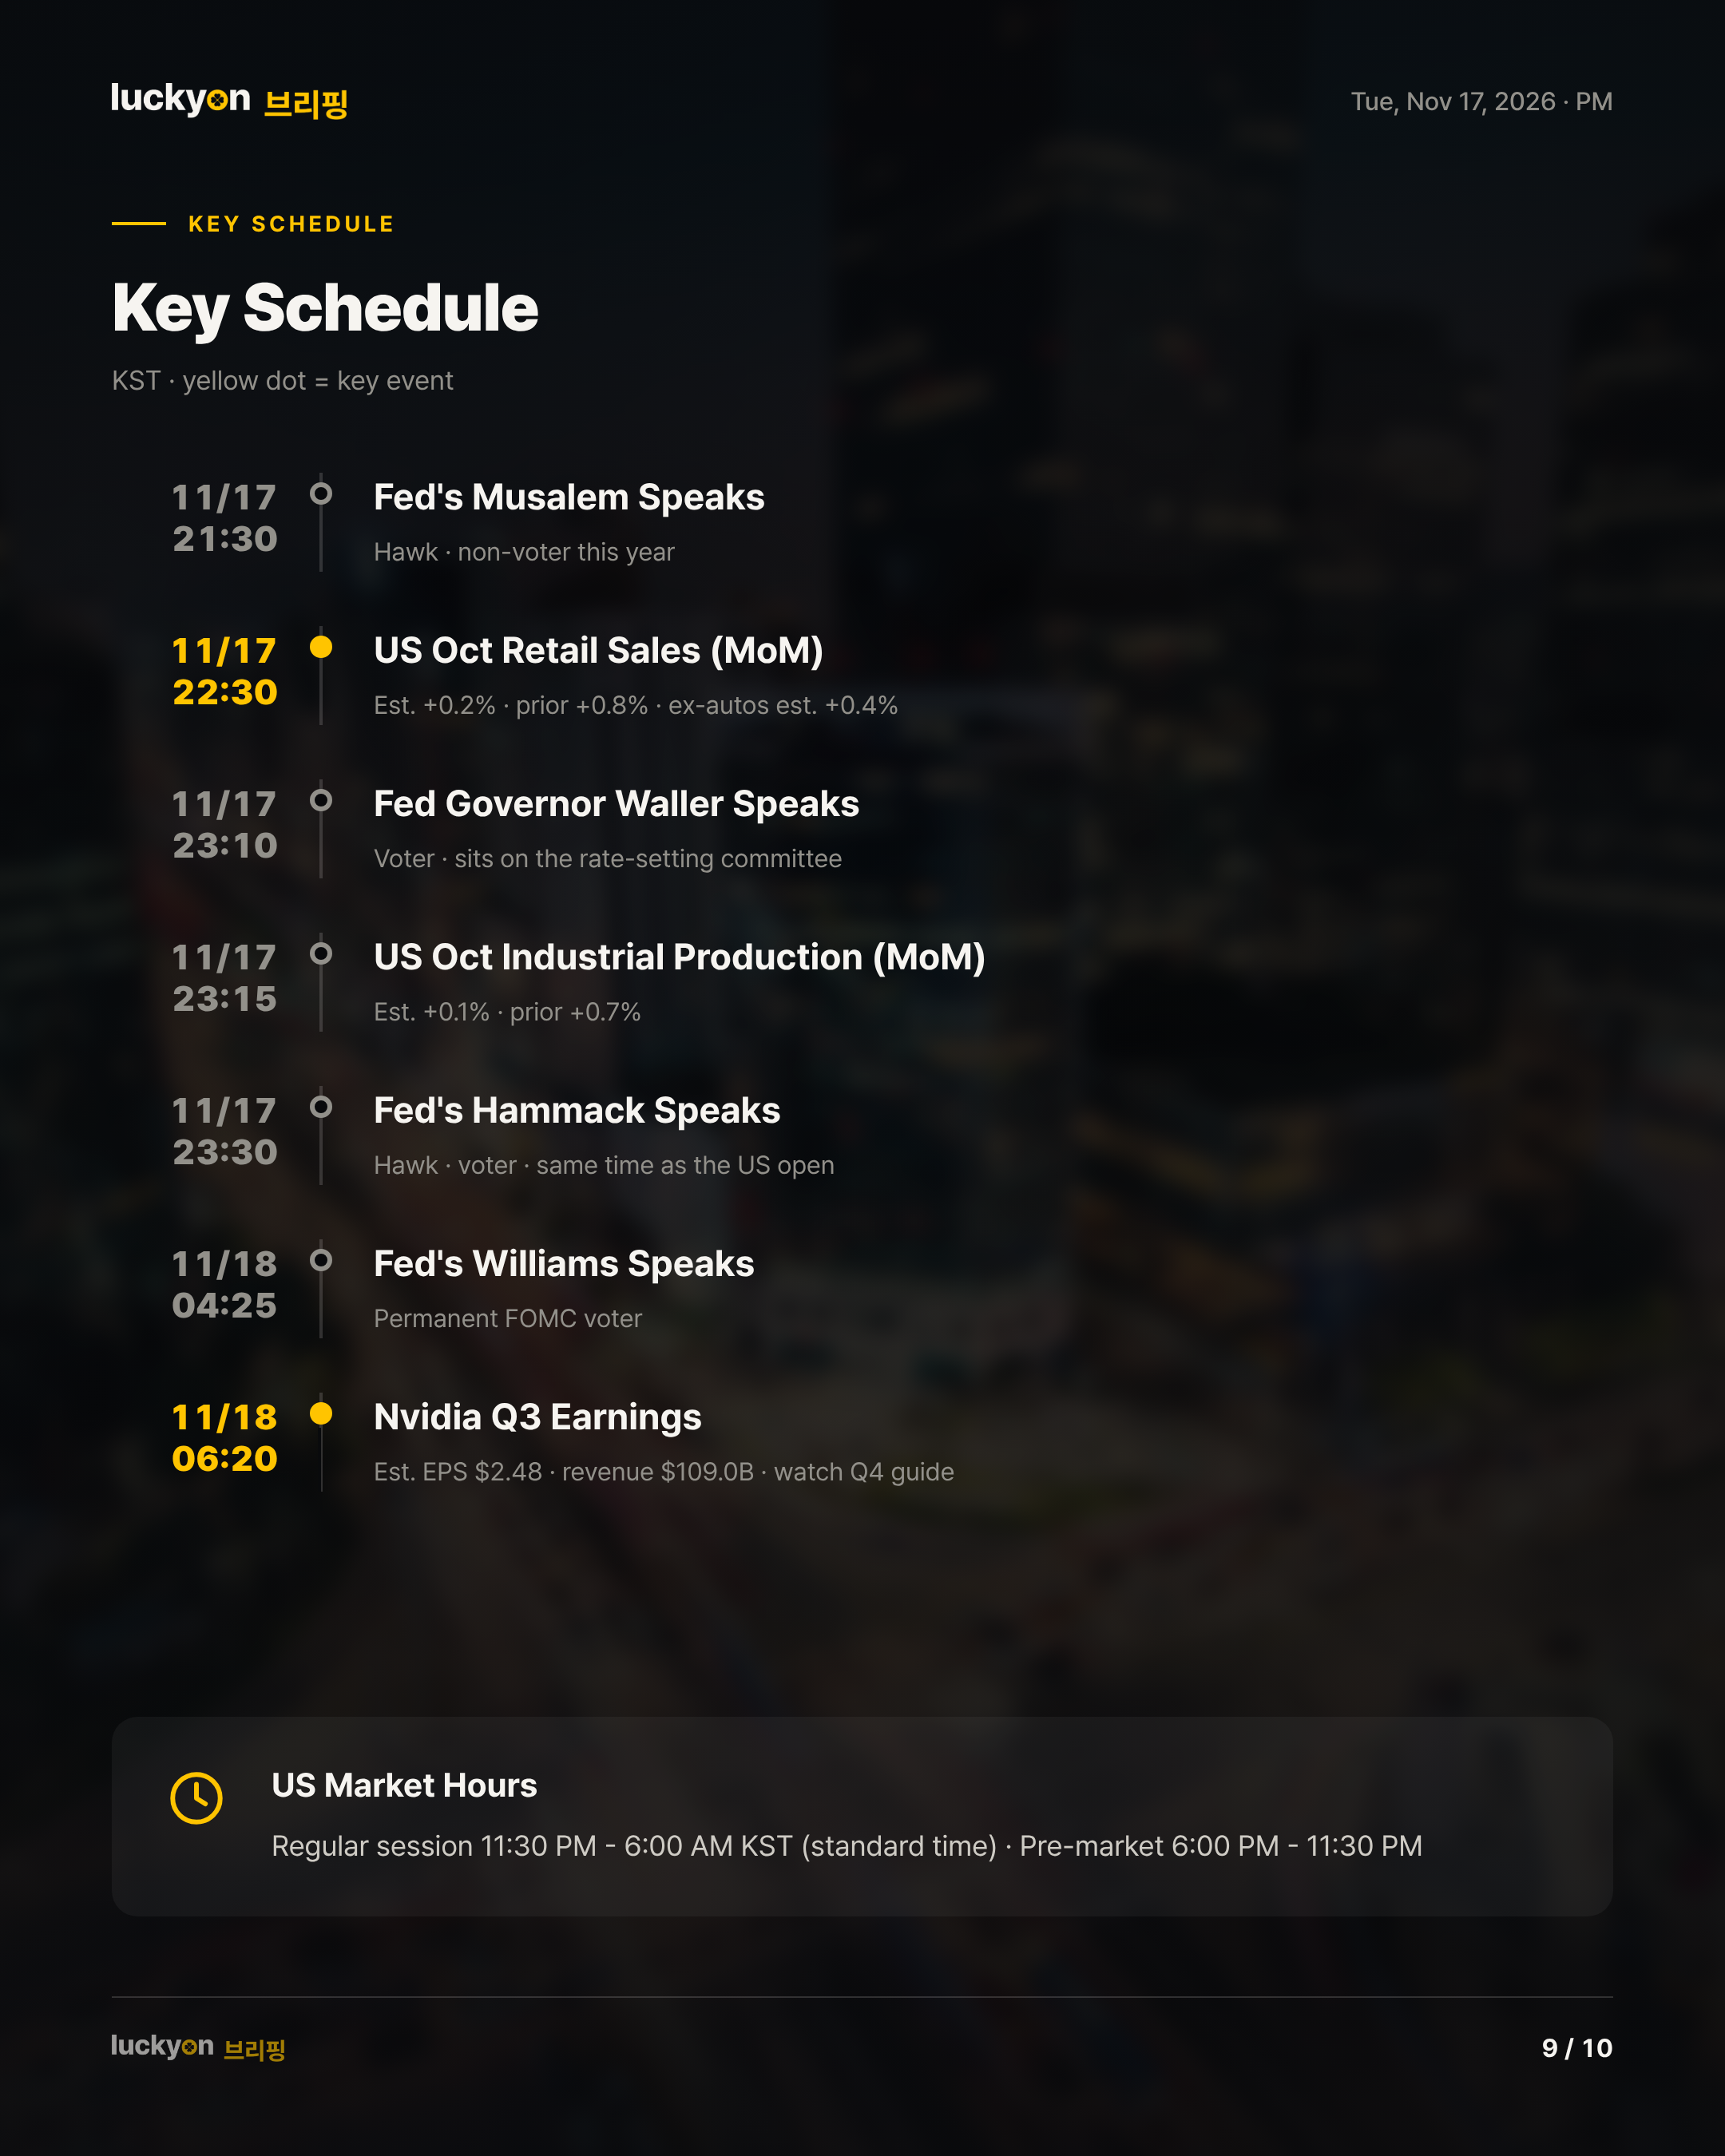 luckyon 브리핑
Tue, Nov 17, 2026 · PM
KEY SCHEDULE
Key Schedule
KST · yellow dot = key event
11/17
21:30
Fed's Musalem Speaks
Hawk · non-voter this year
11/17
22:30
US Oct Retail Sales (MoM)
Est. +0.2% · prior +0.8% · ex-autos est. +0.4%
11/17
23:10
Fed Governor Waller Speaks
Voter · sits on the rate-setting committee
11/17
23:15
US Oct Industrial Production (MoM)
Est. +0.1% · prior +0.7%
11/17
23:30
Fed's Hammack Speaks
Hawk · voter · same time as the US open
11/18
04:25
Fed's Williams Speaks
Permanent FOMC voter
11/18
06:20
Nvidia Q3 Earnings
Est. EPS $2.48 · revenue $109.0B · watch Q4 guide
US Market Hours
Regular session 11:30 PM - 6:00 AM KST (standard time) · Pre-market 6:00 PM - 11:30 PM
luckyon 브리핑
9 / 10